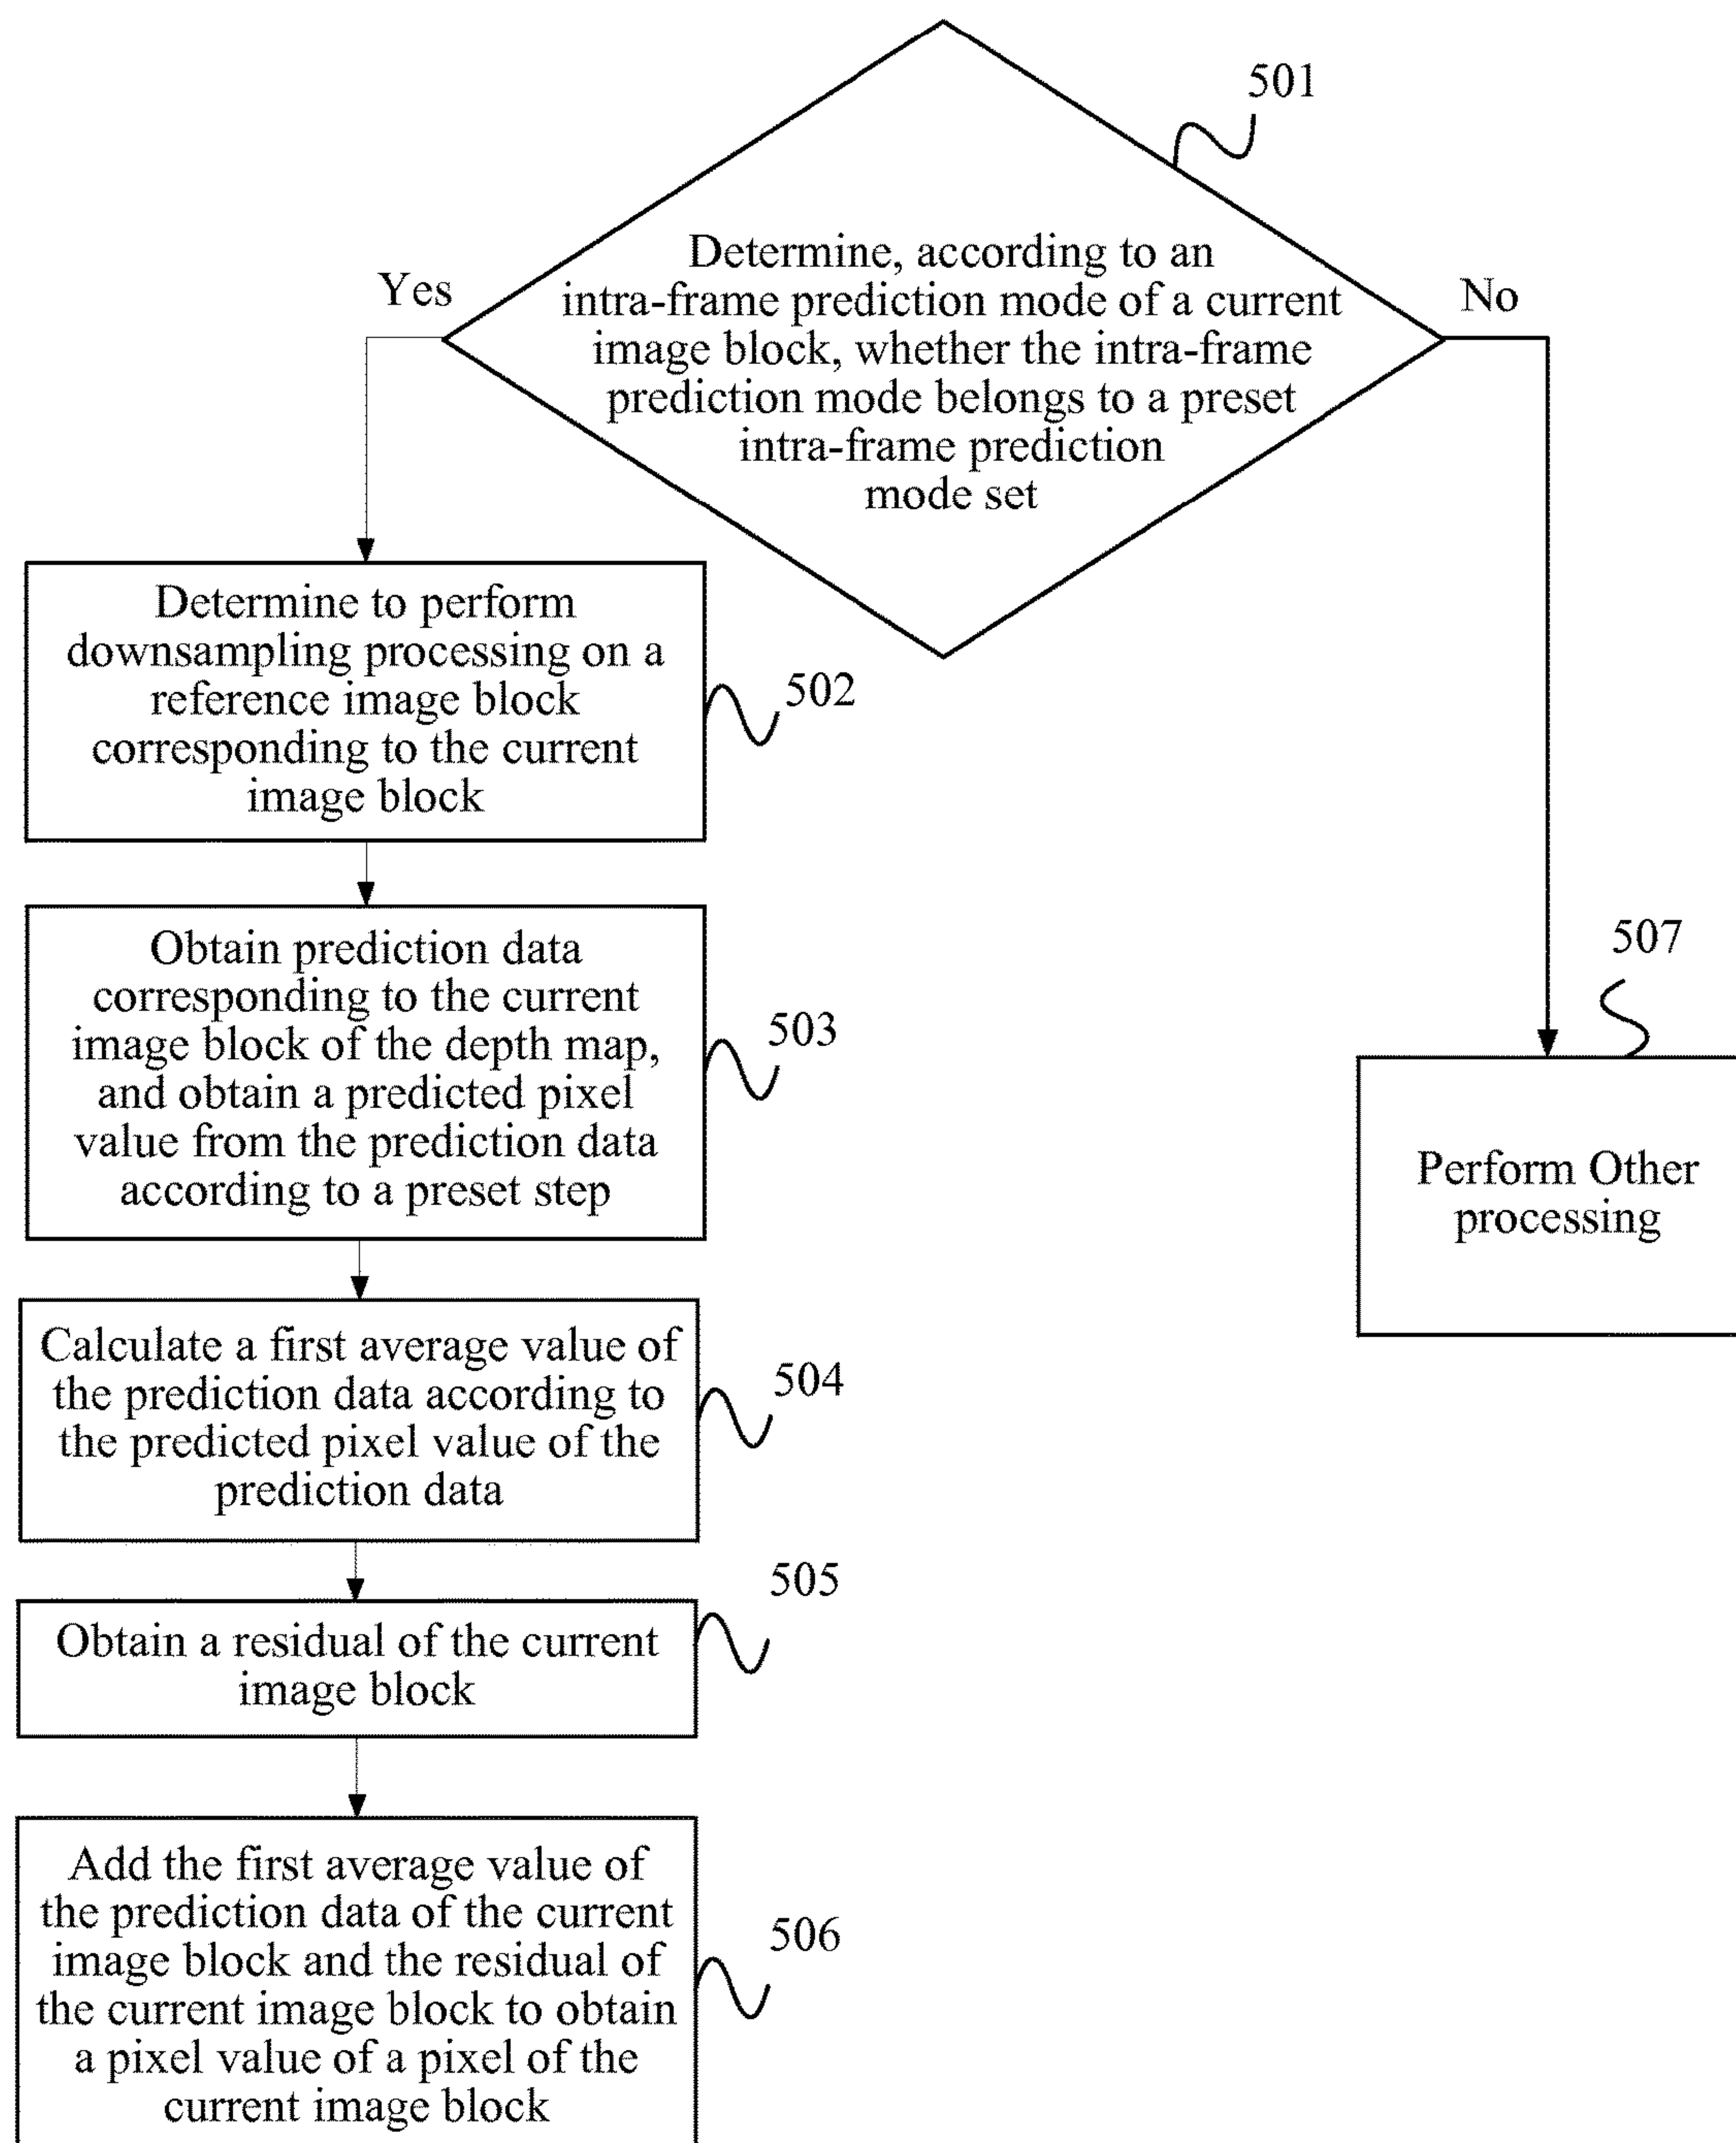 501
Determine, according to an
intra-frame prediction mode of a current
image block, whether the intra-frame
prediction mode belongs to a preset
intra-frame prediction
mode set
Yes
No
Determine to perform
downsampling processing on a
reference image block
corresponding to the current
image block
502
Obtain prediction data
corresponding to the current
image block of the depth map,
and obtain a predicted pixel
value from the prediction data
according to a preset step
503
507
Perform Other
processing
Calculate a first average value of
the prediction data according to
the predicted pixel value of the
prediction data
504
505
Obtain a residual of the current
image block
Add the first average value of
the prediction data of the current
image block and the residual of
the current image block to obtain
a pixel value of a pixel of the
current image block
506